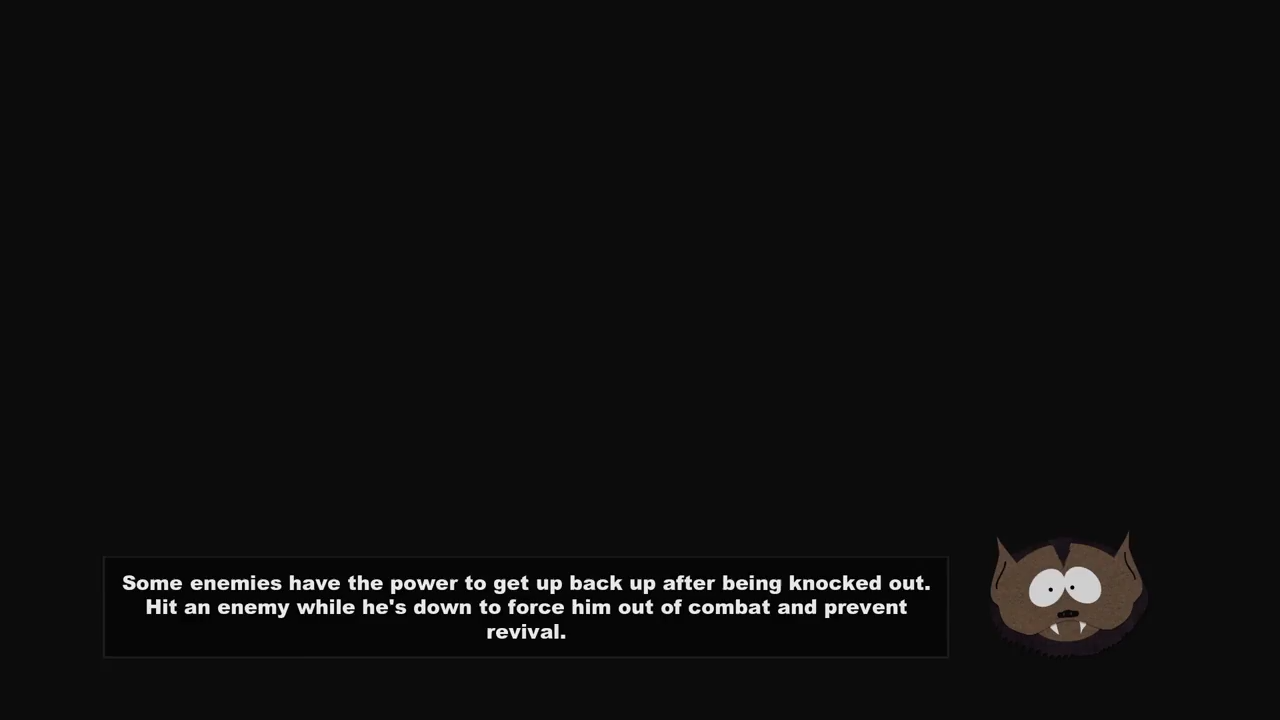 Some enemies have the power to get up back up after being knocked out.
Hit an enemy while he's down to force him out of combat and prevent
revival.